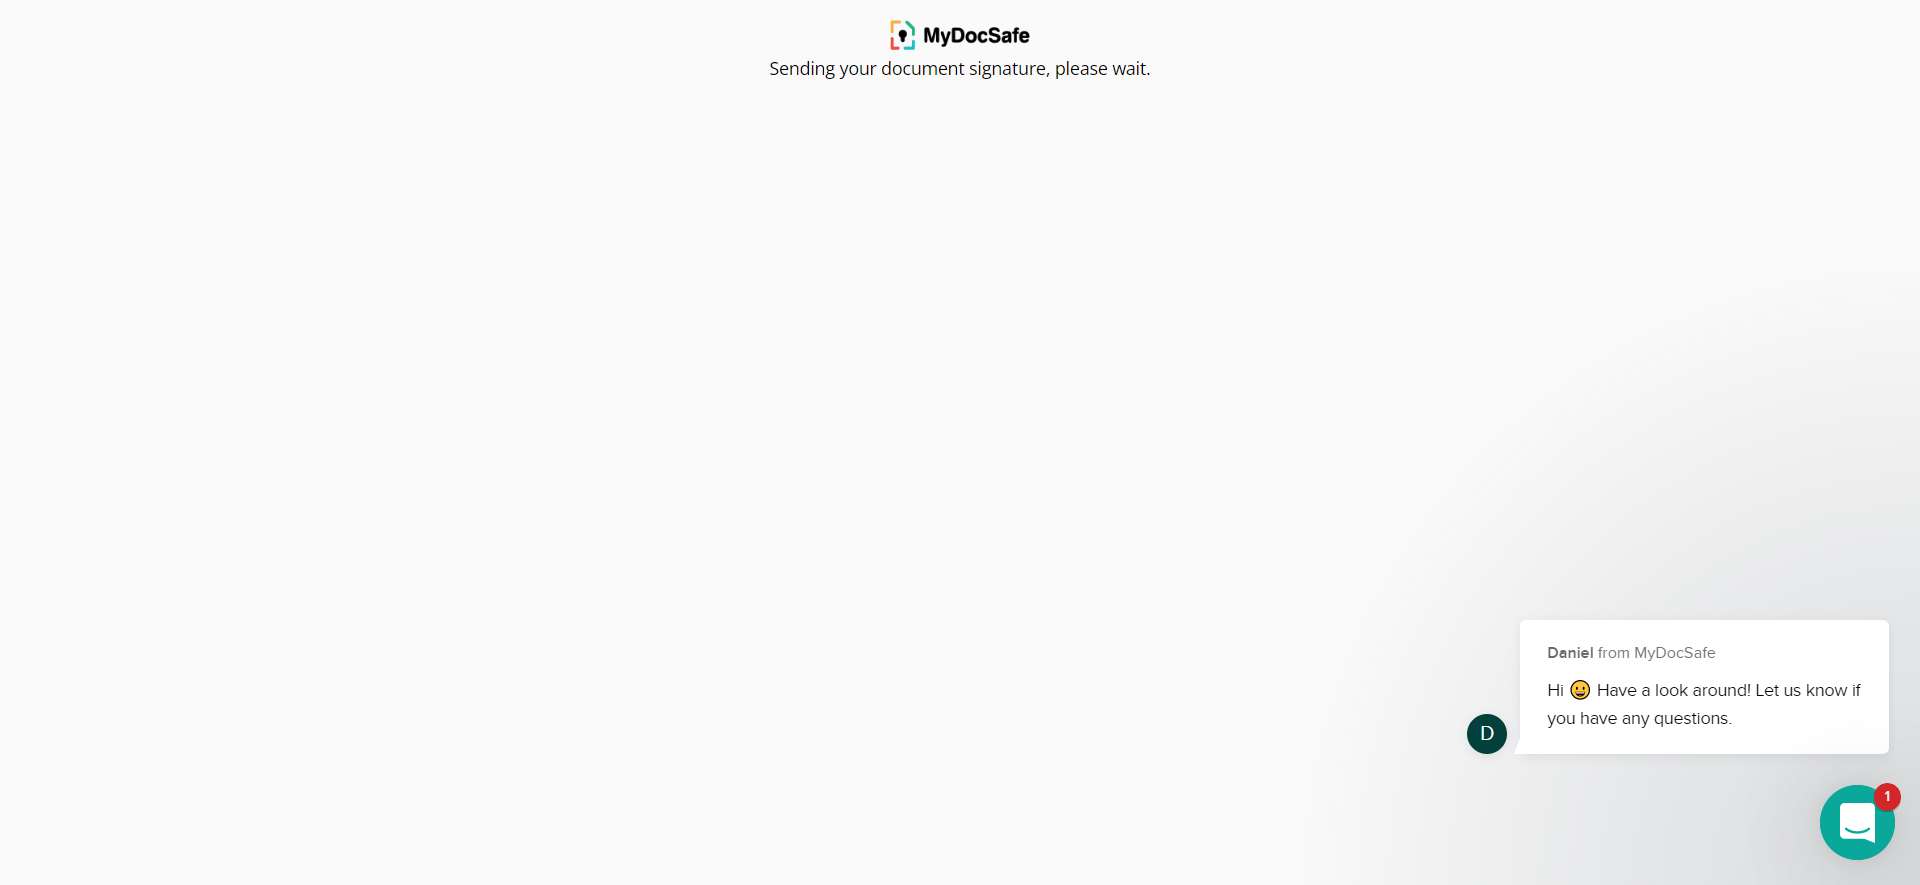 MyDocSafe
Sending your document signature, please wait.
Daniel from MyDocSafe
Hi 😀 Have a look around! Let us know if
you have any questions.
D
1